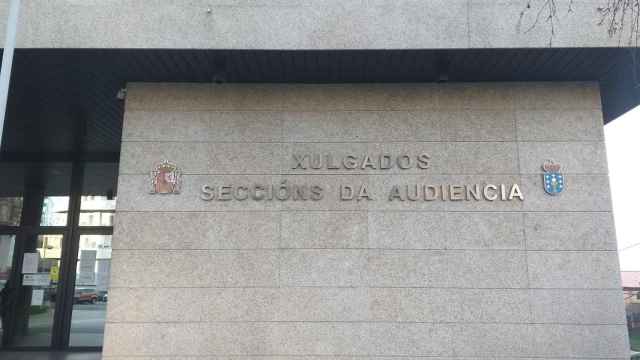 XULGADOS
SECCIÓNS DA AUDIENCIA